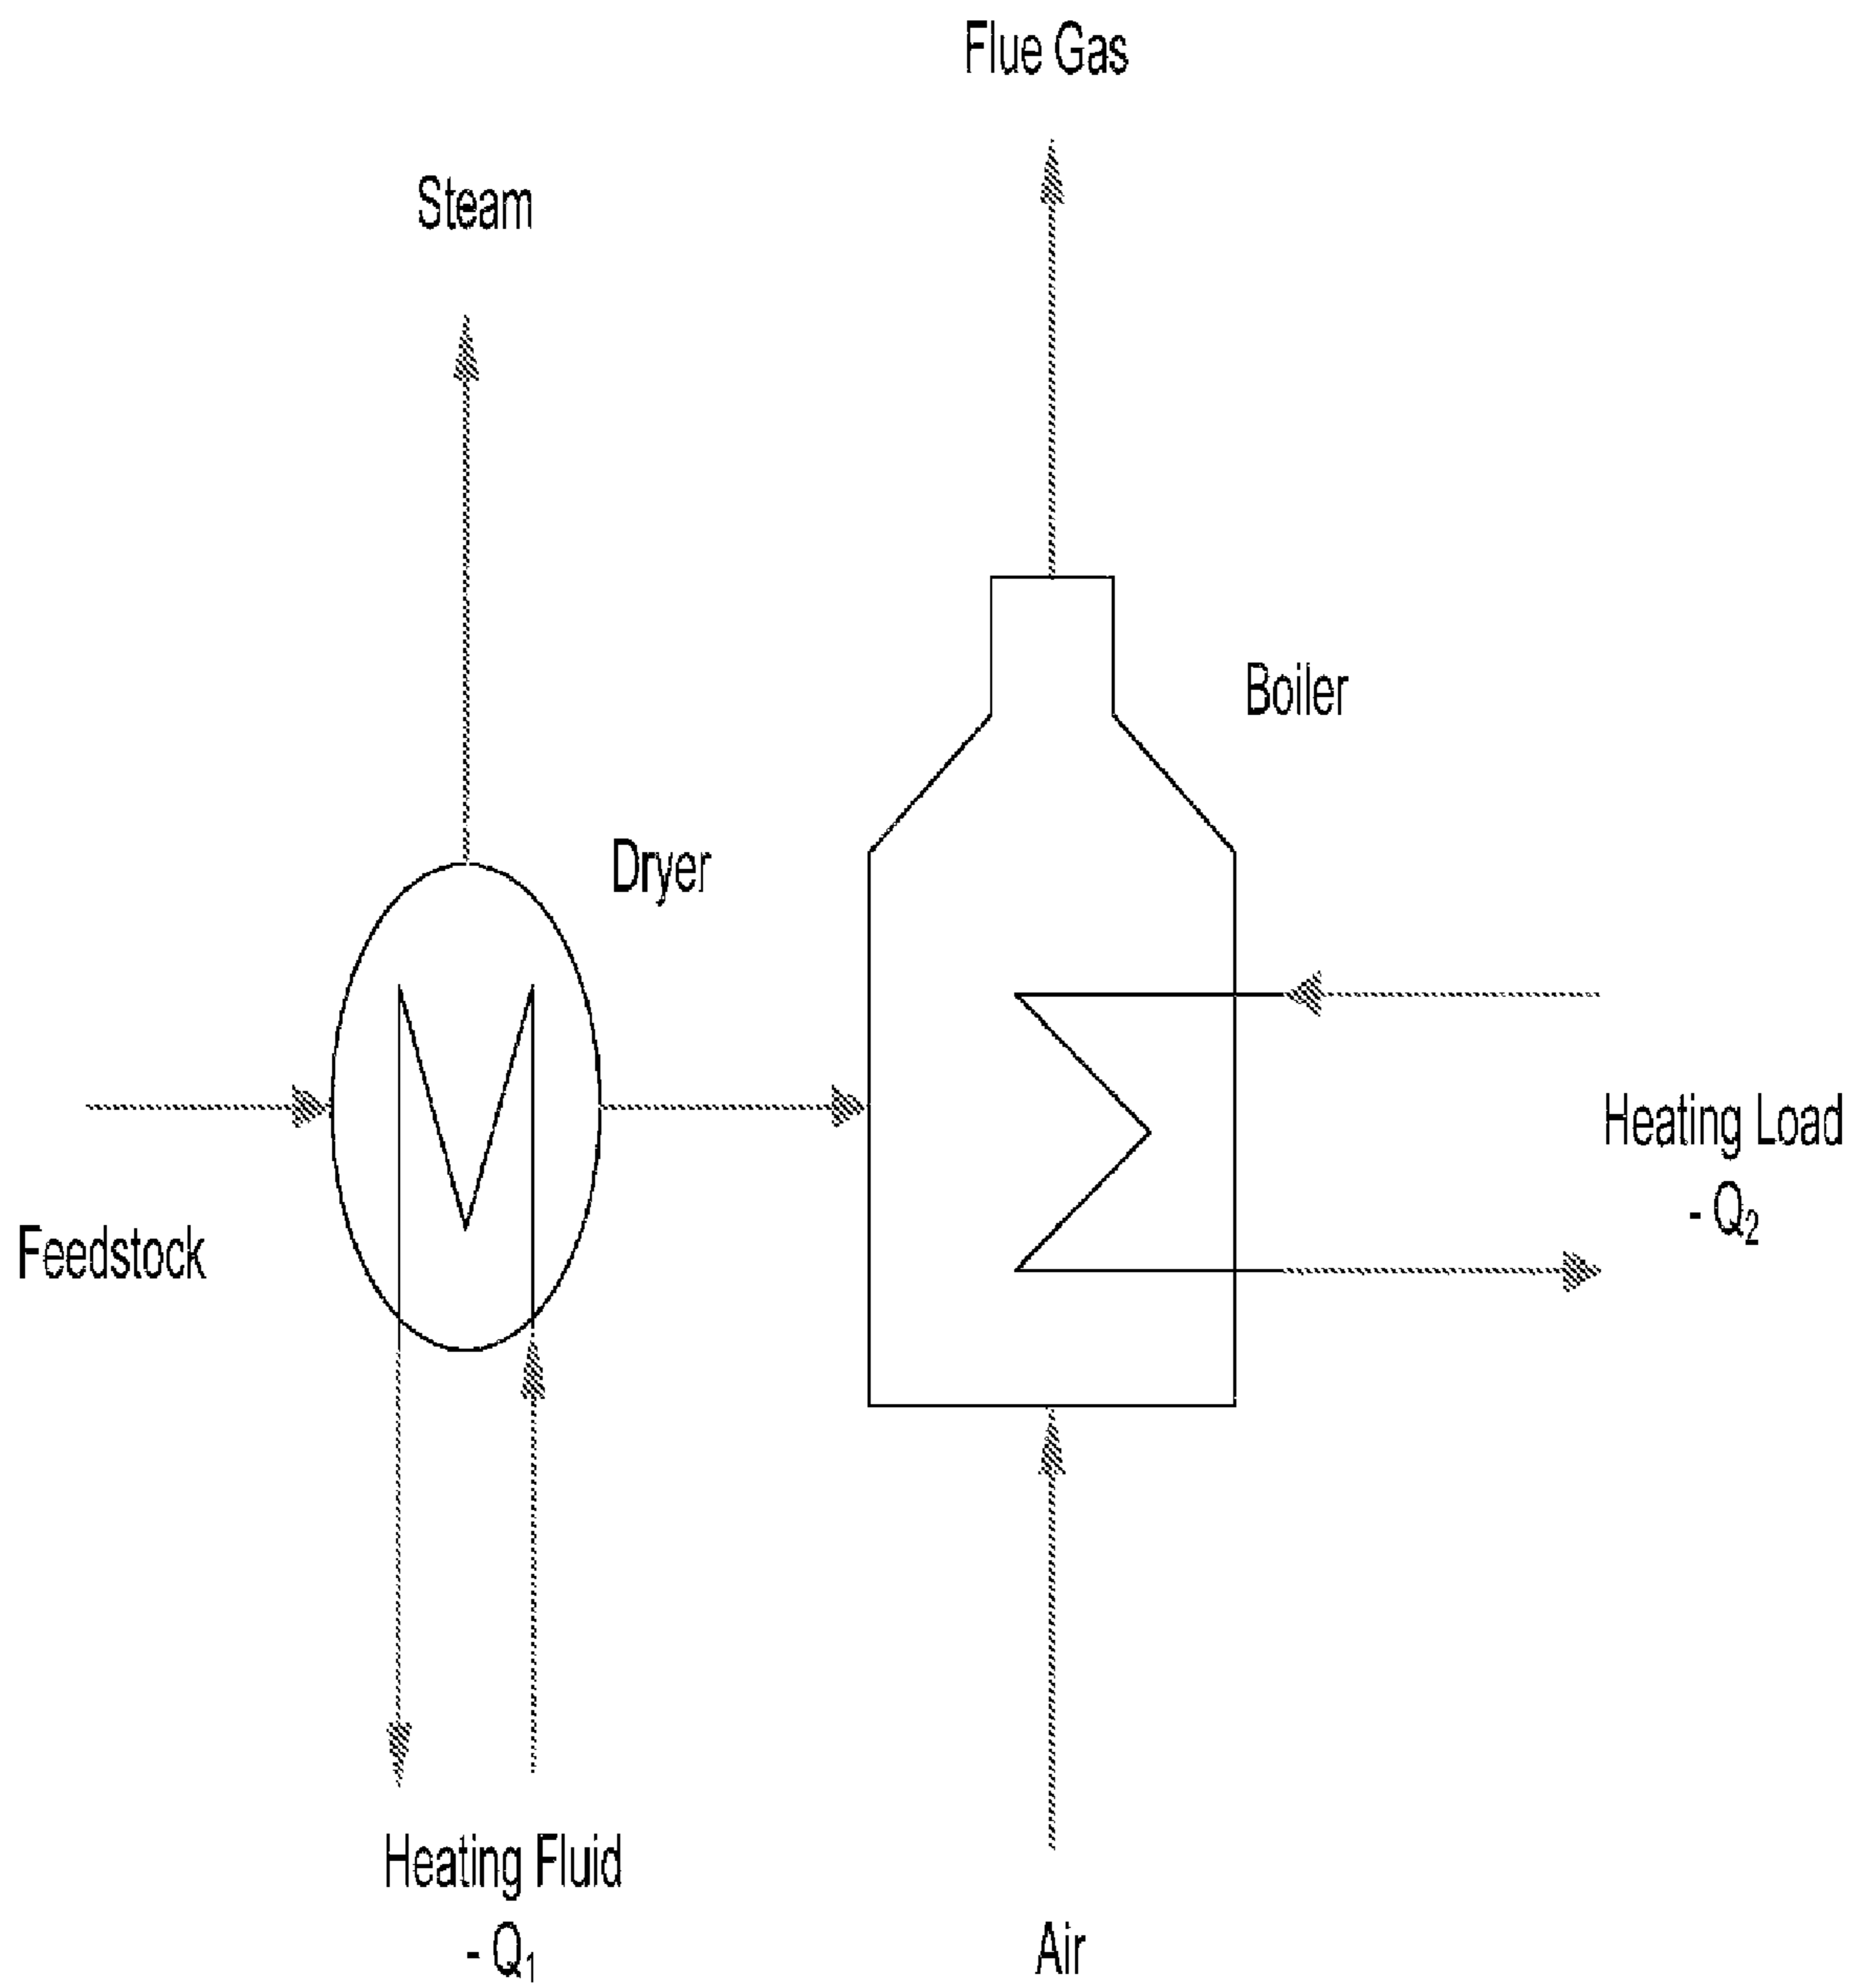 Flue Gas
Steam
Boiler
Dryer
Heating Load
- Q₂
Feedstock
Heating Fluid
- Q₁
Air